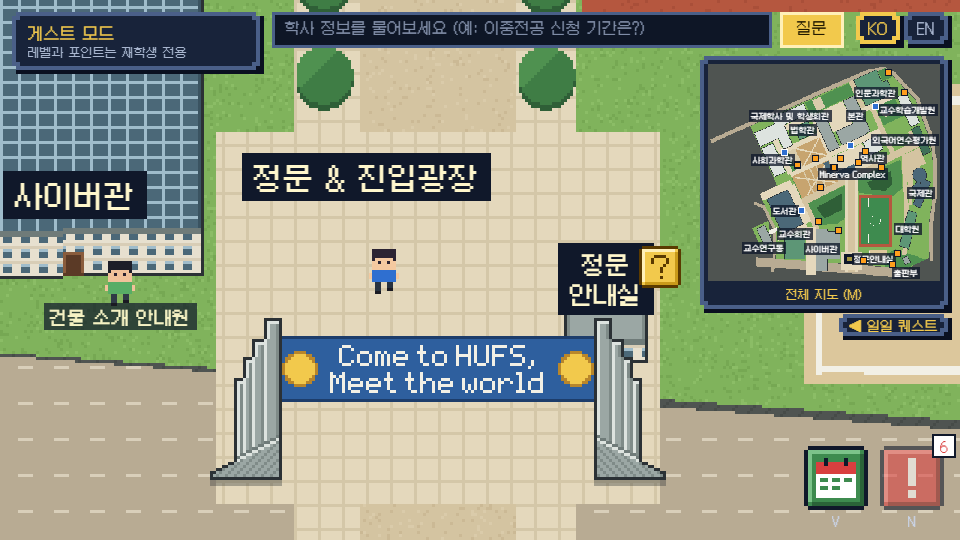 게스트 모드
레벨과 포인트는 재학생 전용
학사 정보를 물어보세요 (예: 이중전공 신청 기간은?)
질문
KO
EN
인문과학관
교수학습개발원
국제학사 및 학생회관
본관
법학관
외국어연수평가원
사회과학관
역사관
Minerva Complex
국제관
도서관
대학원
교수회관
교수연구동
사이버관
출판부
전체 지도 (M)
일일 퀘스트
정문 & 진입광장
사이버관
건물 소개 안내원
정문
안내실
?
Come to HUFS,
Meet the world
6
!
V
N